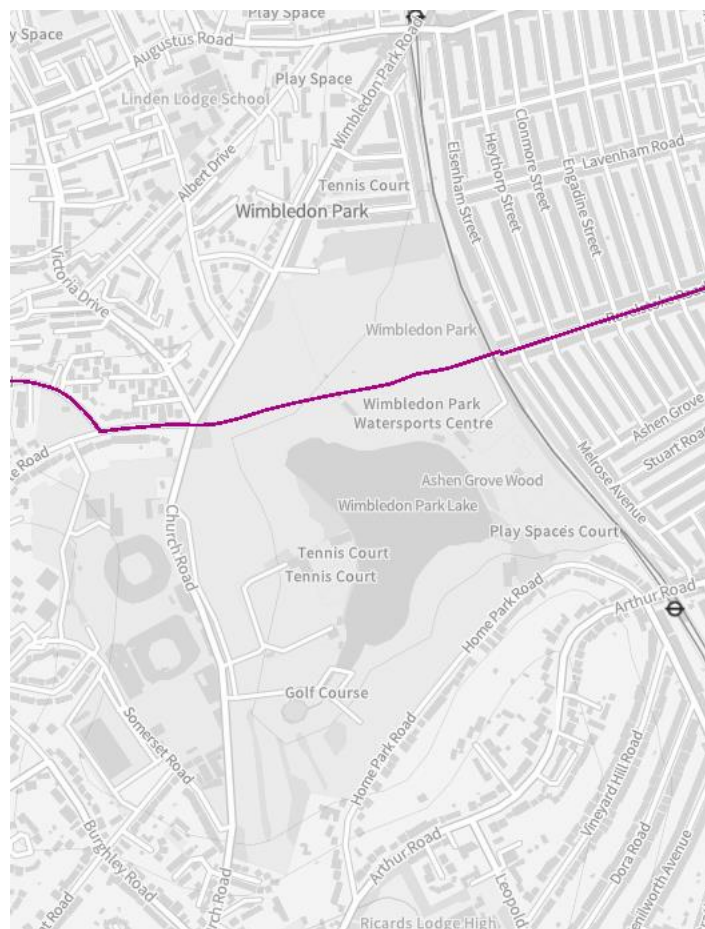 Play Space
y Space
Augustus Road
Play Space
Linden Lodge School
Wimbledon Park Road
Albert Drive
Tennis Court
Wimbledon Park
Elsenham Street
Heythorp Street
Clonmore Street
Engadine Street
Lavenham Road
Victoria Drive
Wimbledon Park
Wimbledon Park
Watersports Centre
Ashen Grove
Stuart Road
Melrose Avenue
Ashen Grove Wood
Wimbledon Park Lake
Church Road
Play Space's Court
Tennis Court
Tennis Court
Home Park Road
Arthur Road
Golf Course
Somerset Road
Home Park Road
Vineyard Hill Road
Dora Road
enilworth Avenue
Burghley Road
Arthur Road
Leopold
rch Road
et Road
Ricards Lodge High